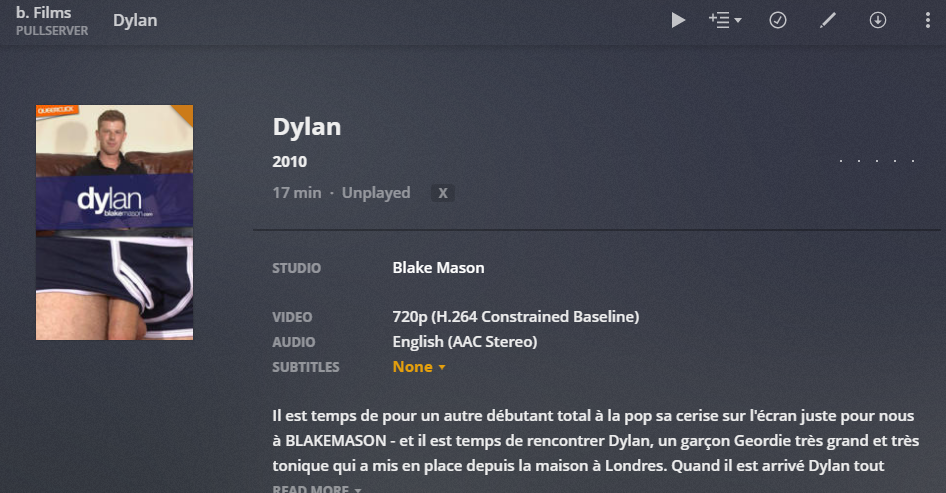 b. Films
PULLSERVER
Dylan
QUEERCLICK
dylan
blakemason.com
Dylan
2010
17 min · Unplayed X
STUDIO Blake Mason
VIDEO 720p (H.264 Constrained Baseline)
AUDIO English (AAC Stereo)
SUBTITLES None
Il est temps de pour un autre débutant total à la pop sa cerise sur l'écran juste pour nous
à BLAKEMASON - et il est temps de rencontrer Dylan, un garçon Geordie très grand et très
tonique qui a mis en place depuis la maison à Londres. Quand il est arrivé Dylan tout
READ MORE